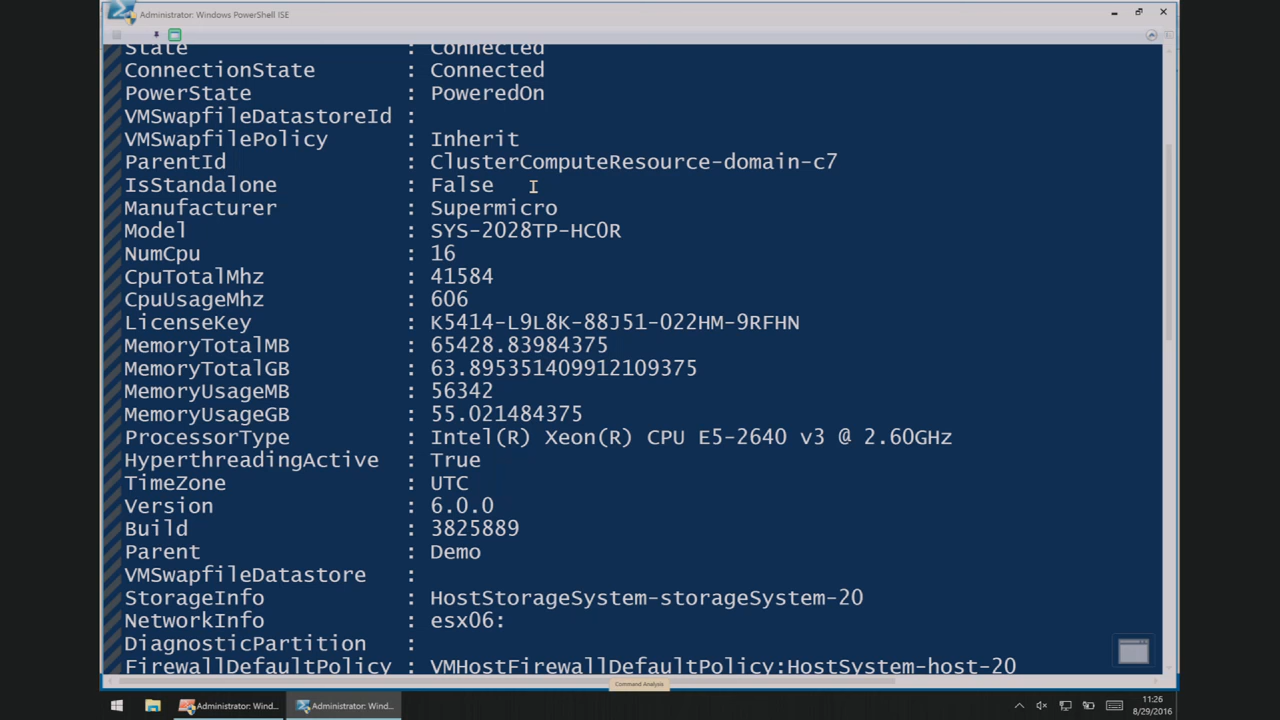 Administrator: Windows PowerShell ISE
State : Connected
ConnectionState : Connected
PowerState : PoweredOn
VMSwapfileDatastoreId :
VMSwapfilePolicy : Inherit
ParentId : ClusterComputeResource-domain-c7
IsStandalone : False
Manufacturer : Supermicro
Model : SYS-2028TP-HC0R
NumCpu : 16
CpuTotalMhz : 41584
CpuUsageMhz : 606
LicenseKey : K5414-L9L8K-88J51-022HM-9RFHN
MemoryTotalMB : 65428.83984375
MemoryTotalGB : 63.895351409912109375
MemoryUsageMB : 56342
MemoryUsageGB : 55.021484375
ProcessorType : Intel(R) Xeon(R) CPU E5-2640 v3 @ 2.60GHz
HyperthreadingActive : True
TimeZone : UTC
Version : 6.0.0
Build : 3825889
Parent : Demo
VMSwapfileDatastore :
StorageInfo : HostStorageSystem-storageSystem-20
NetworkInfo : esx06:
DiagnosticPartition :
FirewallDefaultPolicy : VMHostFirewallDefaultPolicy:HostSystem-host-20
Command Analysis
Administrator: Wind...
Administrator: Wind...
11:26
8/29/2016